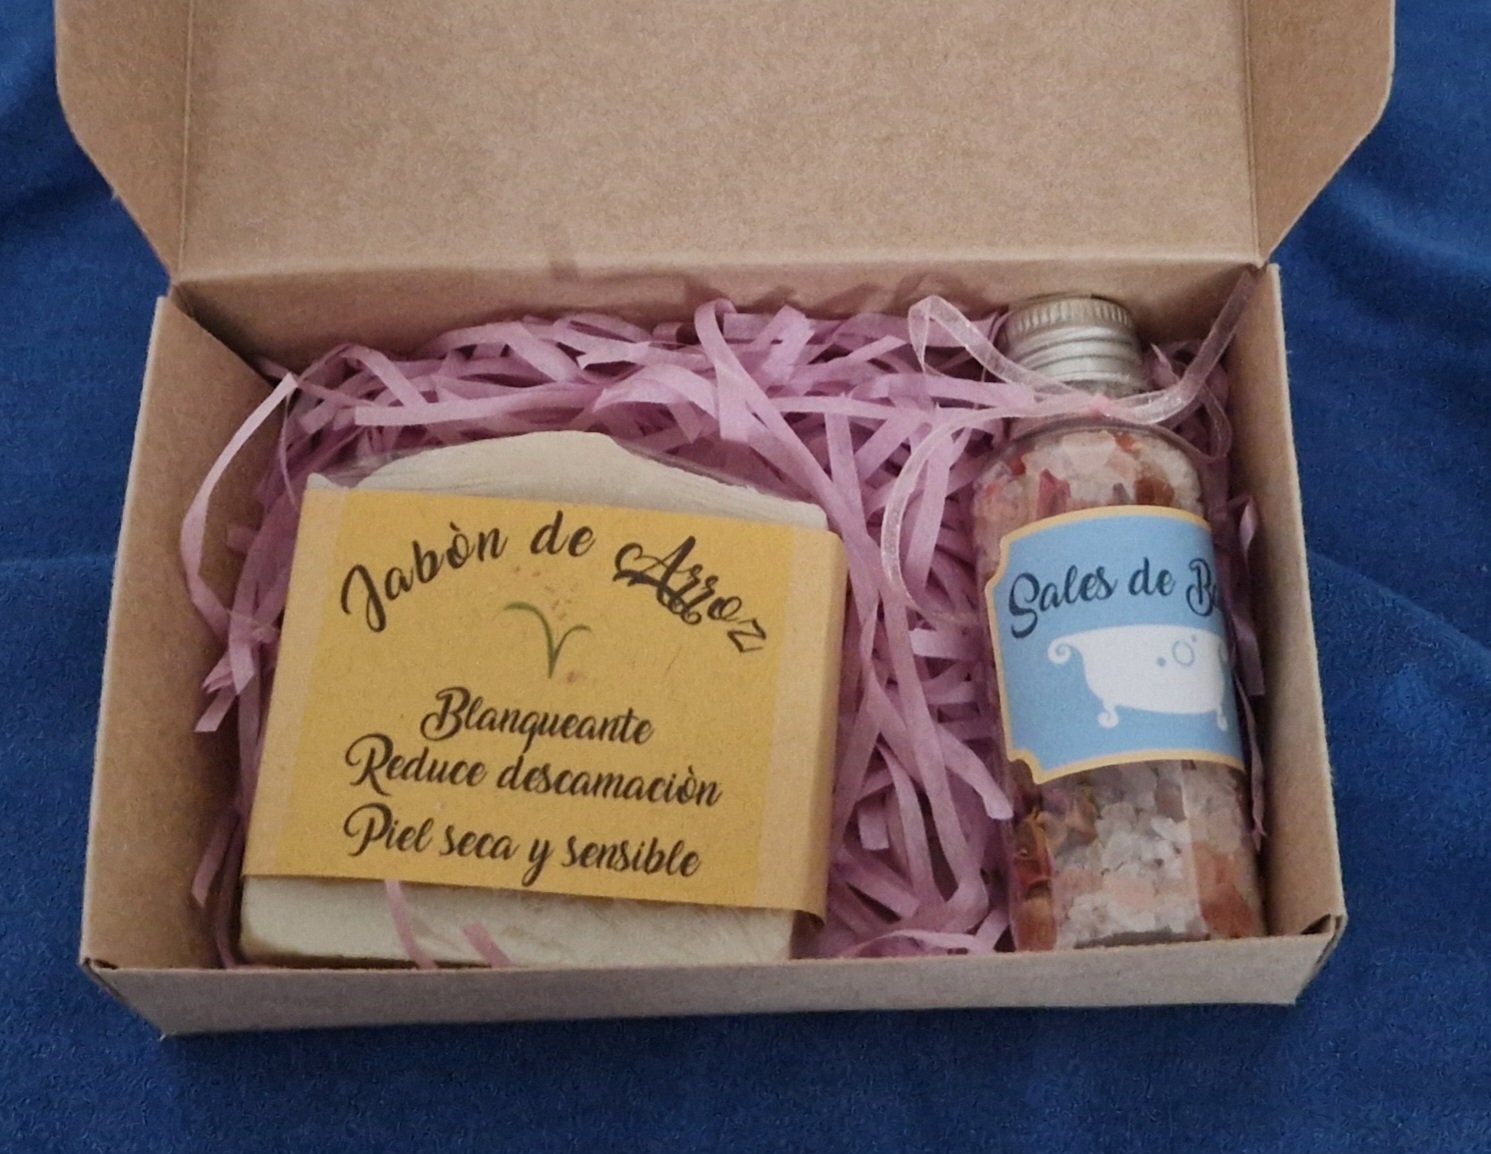 Jabòn de Arroz
Blanqueante
Reduce descamaciòn
Piel seca y sensible
Sales de